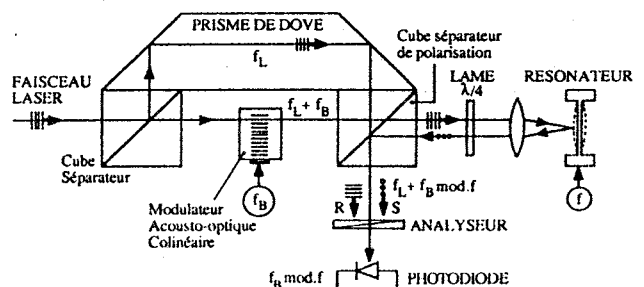 PRISME DE DOVE
f_L
Cube séparateur
de polarisation
FAISCEAU
LASER
f_L + f_B
LAME
λ/4
RESONATEUR
Cube
Séparateur
f_B
Modulateur
Acousto-optique
Colinéaire
f_L + f_B mod.f
R
S
ANALYSEUR
f
f_B mod.f
PHOTODIODE